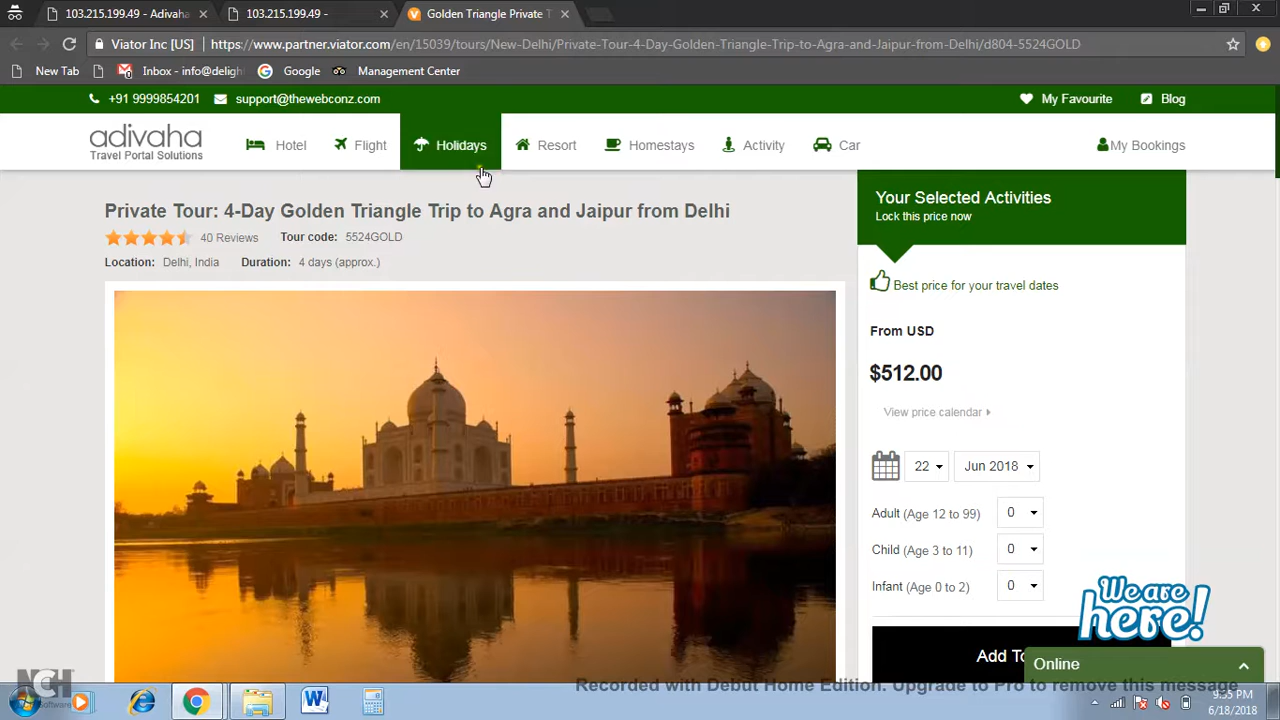 103.215.199.49 - Adivaha
103.215.199.49 -
Golden Triangle Private T
Viator Inc [US]
https://www.partner.viator.com/en/15039/tours/New-Delhi/Private-Tour-4-Day-Golden-Triangle-Trip-to-Agra-and-Jaipur-from-Delhi/d804-5524GOLD
New Tab
Inbox - info@deligh
Google
Management Center
+91 9999854201
support@thewebconz.com
My Favourite
Blog
adivaha
Travel Portal Solutions
Hotel
Flight
Holidays
Resort
Homestays
Activity
Car
My Bookings
Private Tour: 4-Day Golden Triangle Trip to Agra and Jaipur from Delhi
40 Reviews
Tour code: 5524GOLD
Location: Delhi, India
Duration: 4 days (approx.)
Your Selected Activities
Lock this price now
Best price for your travel dates
From USD
$512.00
View price calendar
22
Jun 2018
Adult (Age 12 to 99)
0
Child (Age 3 to 11)
0
Infant (Age 0 to 2)
0
We are
here!
Add To
Online
NCH
Software
Recorded with Debut Home Edition. Upgrade to Pro to remove this message
9:35 PM
6/18/2018